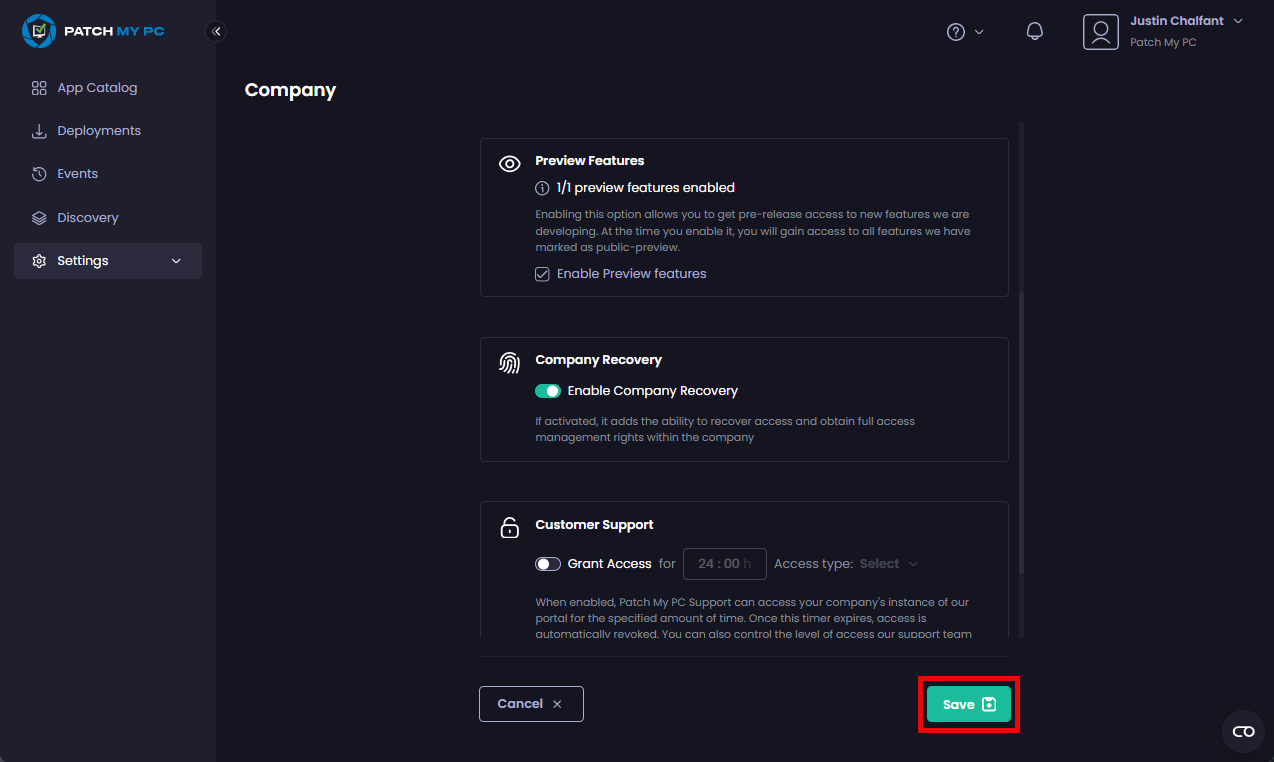 PATCH MY PC
Justin Chalfant
Patch My PC
App Catalog
Deployments
Events
Discovery
Settings
Company
Preview Features
1/1 preview features enabled
Enabling this option allows you to get pre-release access to new features we are
developing. At the time you enable it, you will gain access to all features we have
marked as public-preview.
Enable Preview features
Company Recovery
Enable Company Recovery
If activated, it adds the ability to recover access and obtain full access
management rights within the company
Customer Support
Grant Access for 24 : 00 h Access type: Select
When enabled, Patch My PC Support can access your company's instance of our
portal for the specified amount of time. Once this timer expires, access is
automatically revoked. You can also control the level of access our support team
Cancel
Save